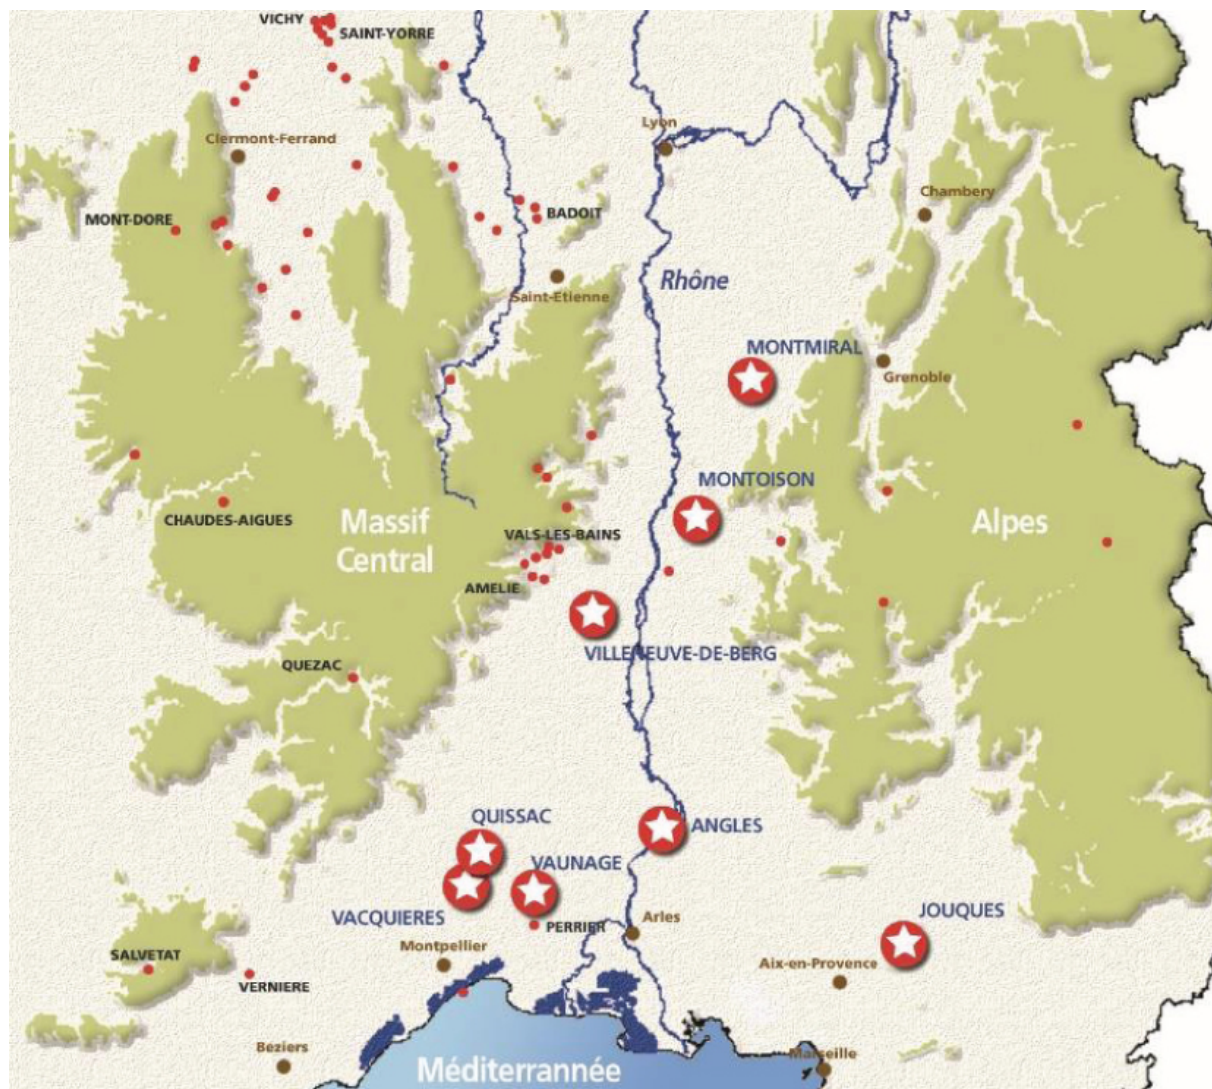 VICHY
SAINT-YORRE
Lyon
Clermont-Ferrand
Chambery
MONT-DORE
BADOIT
Rhône
Saint-Etienne
MONTMIRAL
Grenoble
MONTOISON
CHAUDES-AIGUES
Massif
Central
VALS-LES-BAINS
Alpes
AMELIE
VILLENEUVE-DE-BERG
QUEZAC
QUISSAC
ANGLES
VAUNAGE
VACQUIERES
PERRIER
Arles
JOUQUES
Montpellier
SALVETAT
Aix-en-Provence
VERNIERE
Beziers
Méditerrannée
Marseille